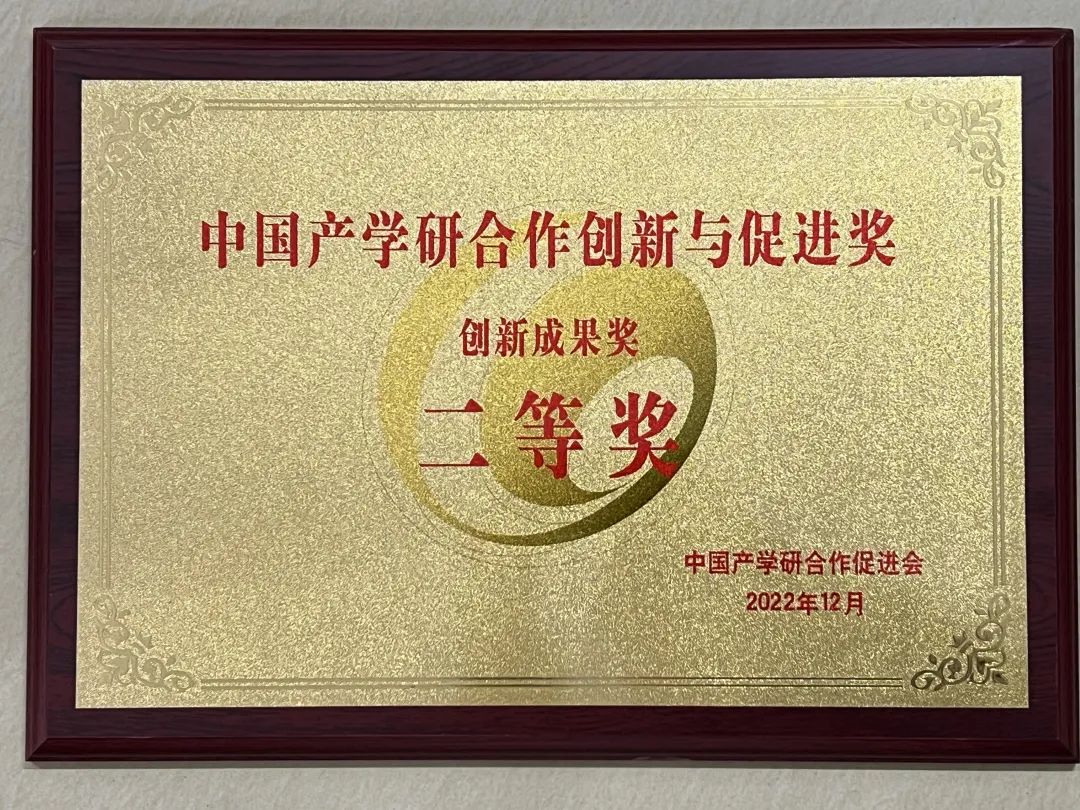 中国产学研合作创新与促进奖
创新成果奖
二等奖
中国产学研合作促进会
2022年12月